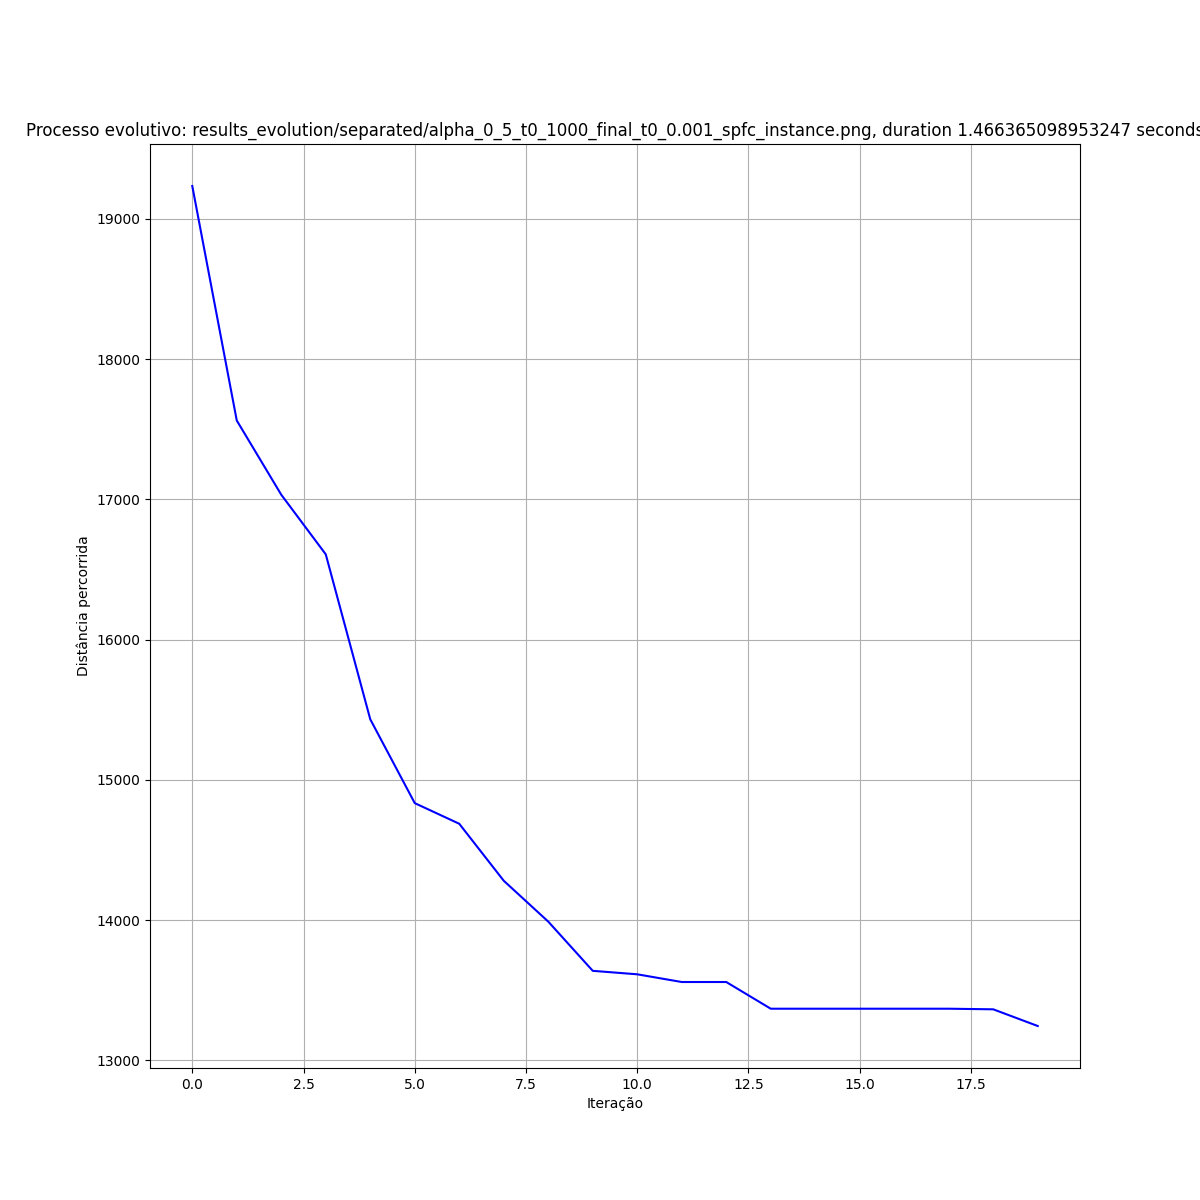 Processo evolutivo: results_evolution/separated/alpha_0_5_t0_1000_final_t0_0.001_spfc_instance.png, duration 1.466365098953247 seconds
19000
18000
17000
16000
15000
14000
13000
Distância percorrida
0.0 2.5 5.0 7.5 10.0 12.5 15.0 17.5
Iteração